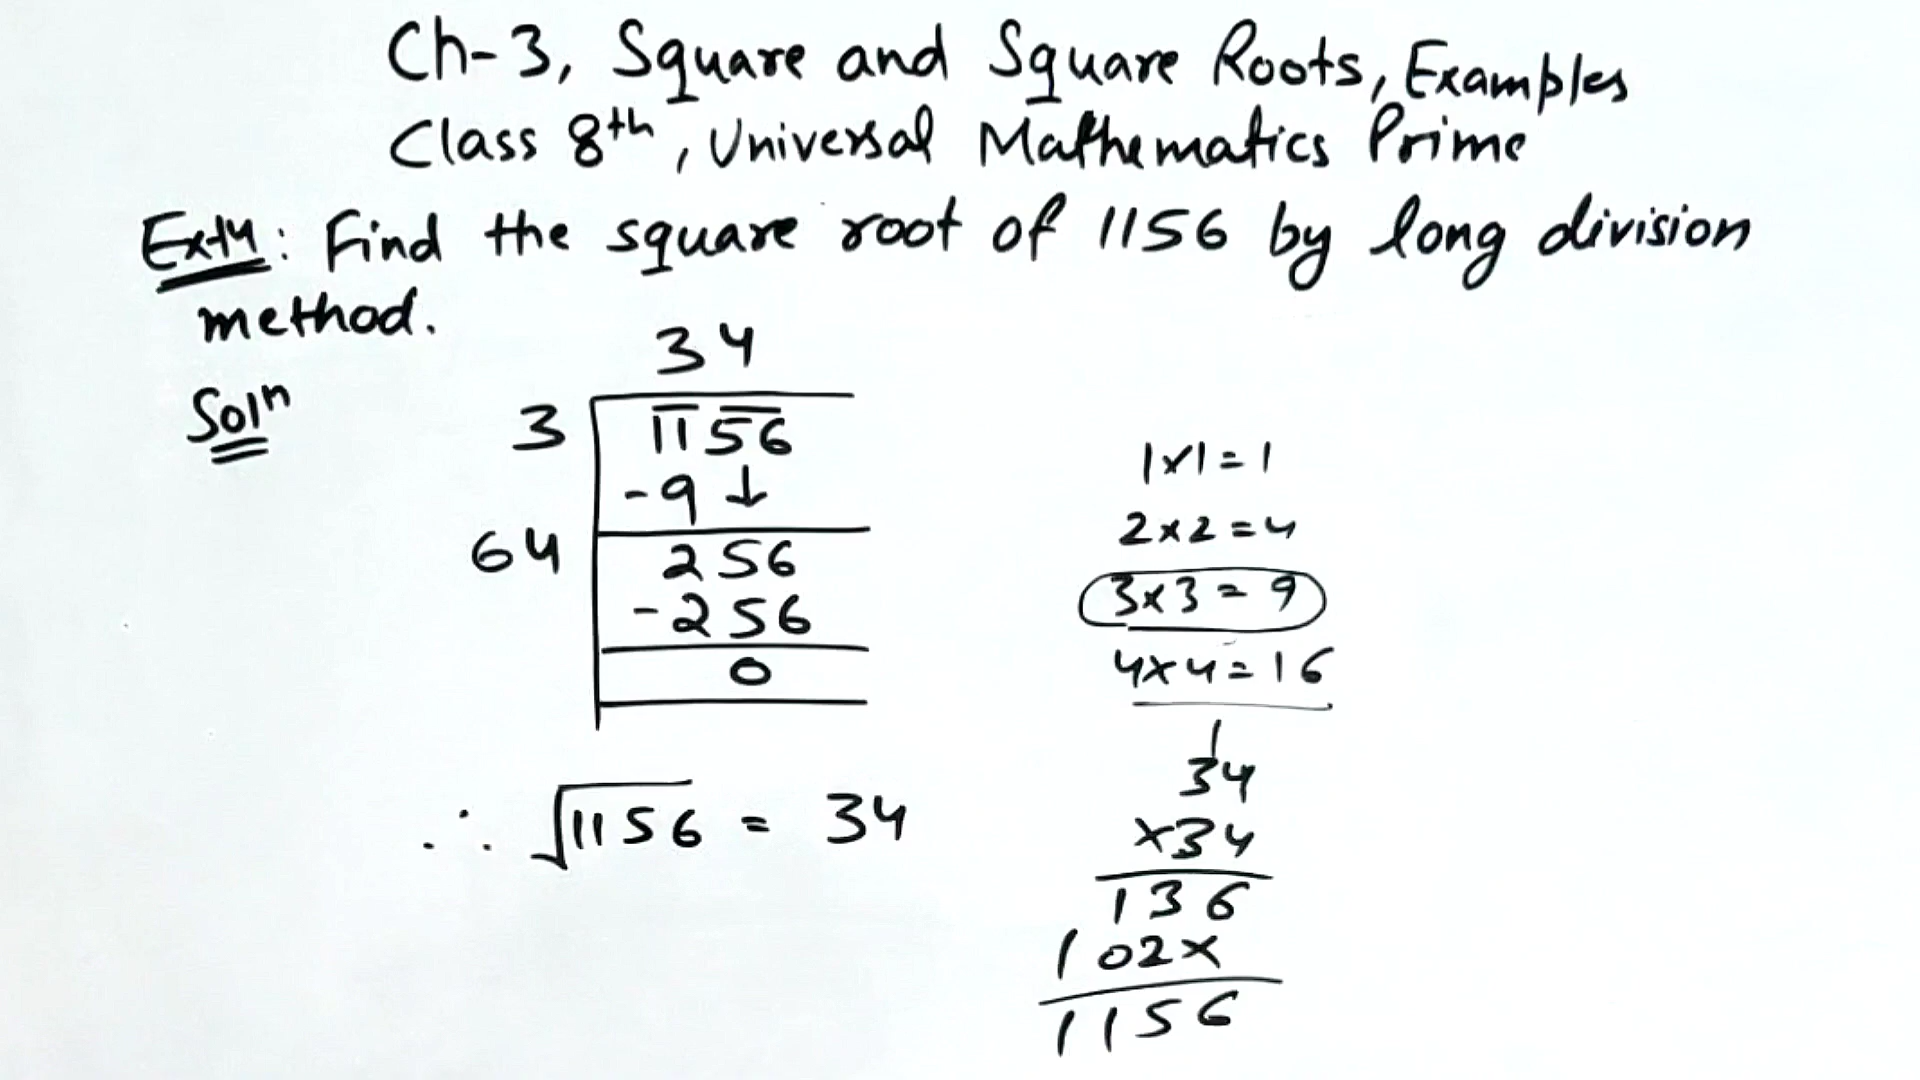 Ch-3, Square and Square Roots, Examples
Class 8th, Universal Mathematics Prime
Ex14: Find the square root of 1156 by long division
method.
Soln
34
3 1156
-9 ↓
64 256
-256
0
∴ √1156 = 34
1×1=1
2×2=4
3×3=9
4×4=16
1
34
×34
136
102×
1156